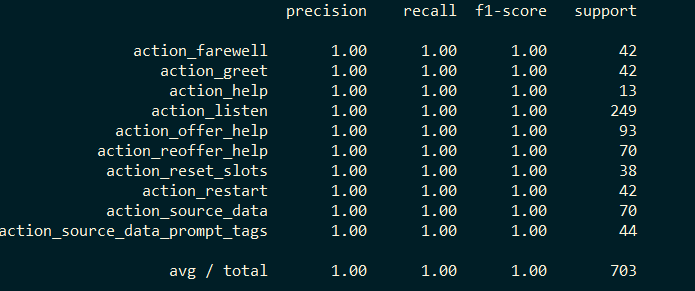 precision recall f1-score support
action_farewell 1.00 1.00 1.00 42
action_greet 1.00 1.00 1.00 42
action_help 1.00 1.00 1.00 13
action_listen 1.00 1.00 1.00 249
action_offer_help 1.00 1.00 1.00 93
action_reoffer_help 1.00 1.00 1.00 70
action_reset_slots 1.00 1.00 1.00 38
action_restart 1.00 1.00 1.00 42
action_source_data 1.00 1.00 1.00 70
action_source_data_prompt_tags 1.00 1.00 1.00 44
avg / total 1.00 1.00 1.00 703